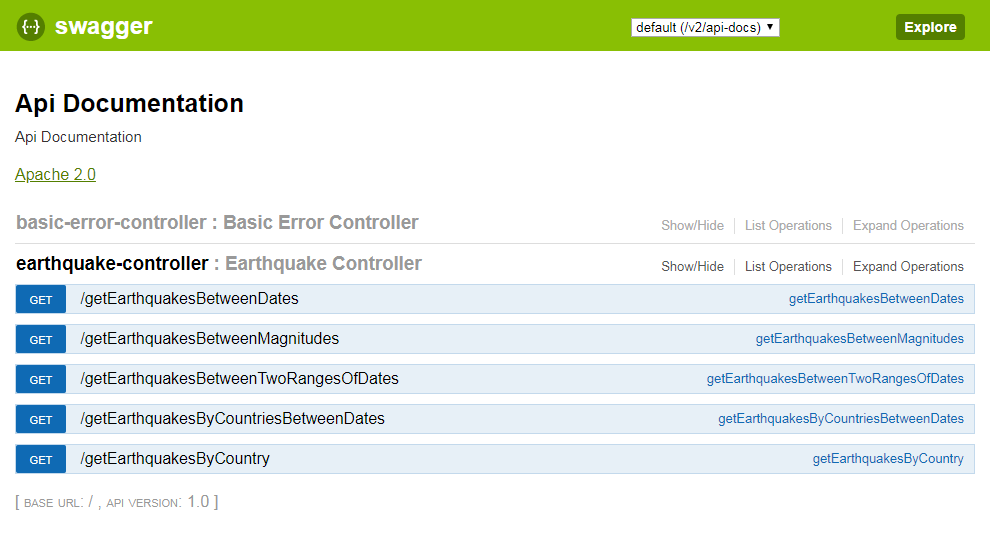 {···} swagger default (/v2/api-docs) ▼ Explore
Api Documentation
Api Documentation
Apache 2.0
basic-error-controller : Basic Error Controller Show/Hide List Operations Expand Operations
earthquake-controller : Earthquake Controller Show/Hide List Operations Expand Operations
GET /getEarthquakesBetweenDates getEarthquakesBetweenDates
GET /getEarthquakesBetweenMagnitudes getEarthquakesBetweenMagnitudes
GET /getEarthquakesBetweenTwoRangesOfDates getEarthquakesBetweenTwoRangesOfDates
GET /getEarthquakesByCountriesBetweenDates getEarthquakesByCountriesBetweenDates
GET /getEarthquakesByCountry getEarthquakesByCountry
[ BASE URL: / , API VERSION: 1.0 ]